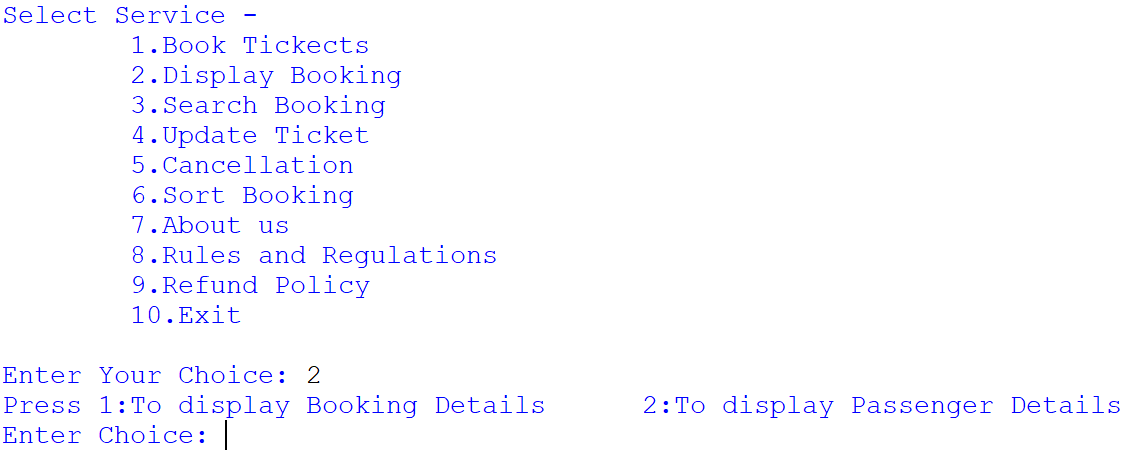 Select Service -
1.Book Tickects
2.Display Booking
3.Search Booking
4.Update Ticket
5.Cancellation
6.Sort Booking
7.About us
8.Rules and Regulations
9.Refund Policy
10.Exit
Enter Your Choice: 2
Press 1:To display Booking Details 2:To display Passenger Details
Enter Choice: